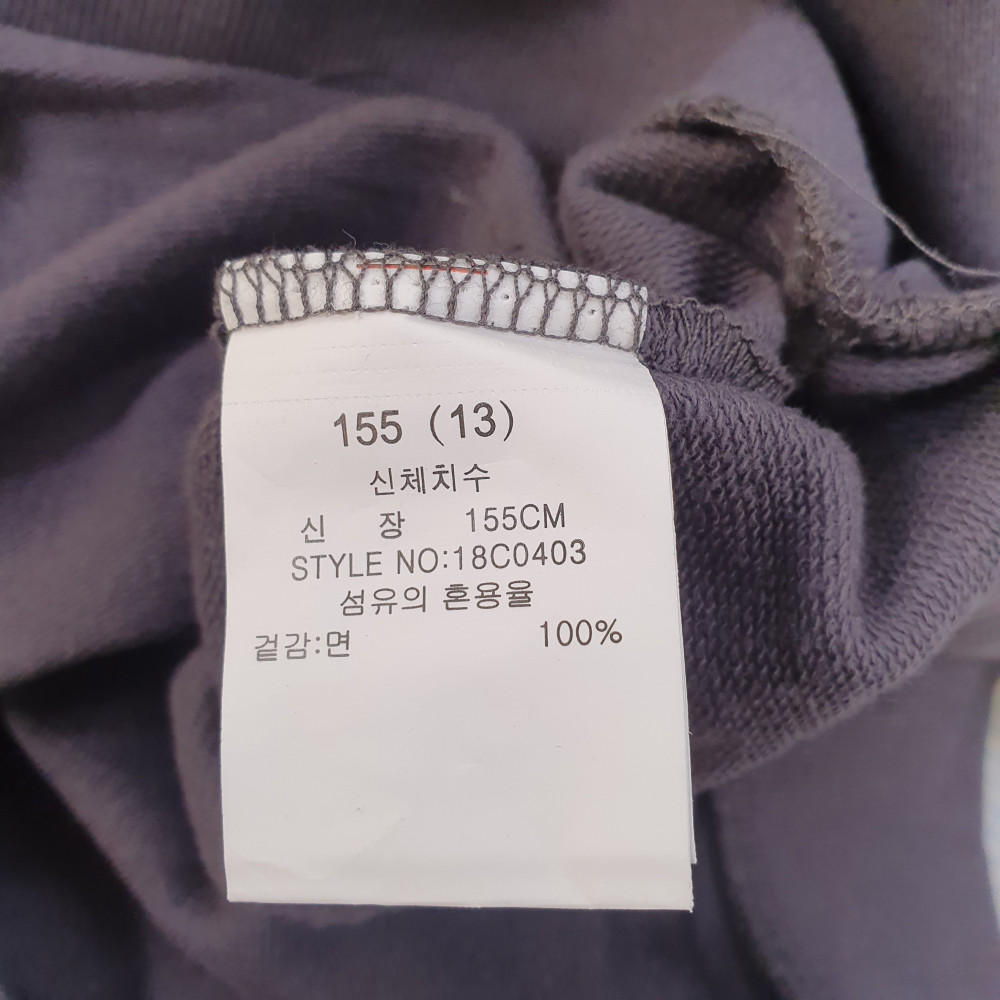 155 (13)
신체치수
신 장 155CM
STYLE NO:18C0403
섬유의 혼용율
겉감:면 100%